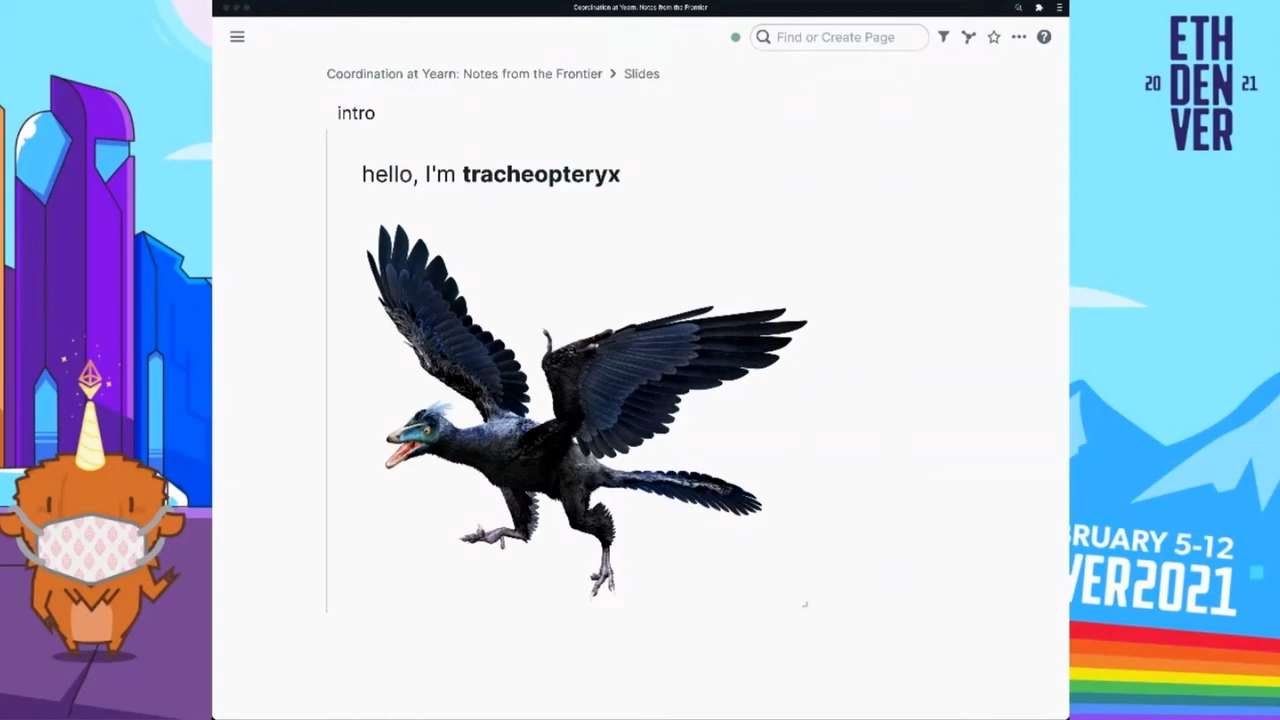 Coordination at Yearn: Notes from the Frontier
Find or Create Page
Coordination at Yearn: Notes from the Frontier > Slides
intro
hello, I'm tracheopteryx
ETH
20 DEN 21
VER
BRUARY 5-12
VER2021